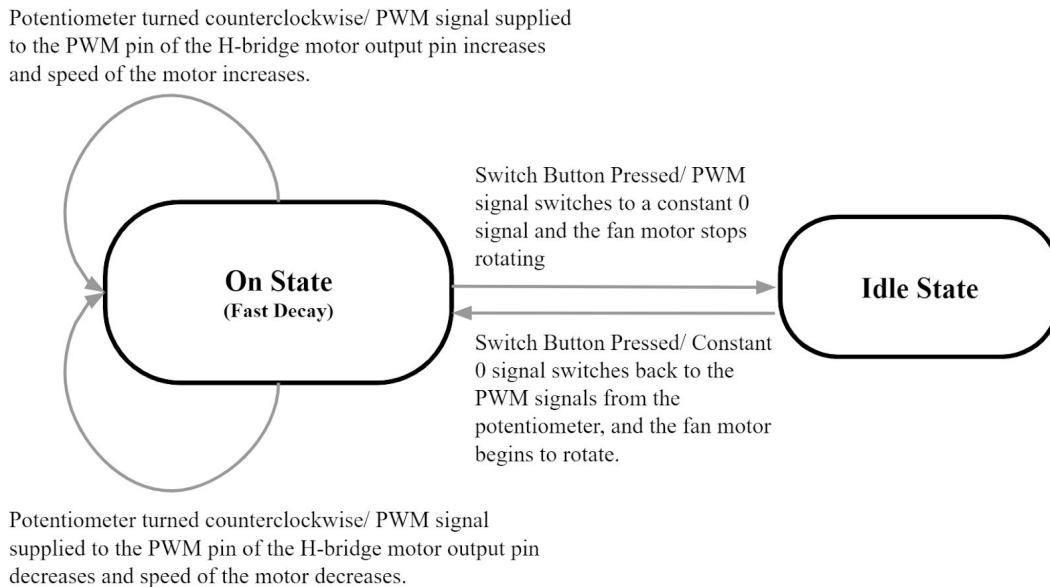 Potentiometer turned counterclockwise/ PWM signal supplied
to the PWM pin of the H-bridge motor output pin increases
and speed of the motor increases.
Switch Button Pressed/ PWM
signal switches to a constant 0
signal and the fan motor stops
rotating
On State
(Fast Decay)
Idle State
Switch Button Pressed/ Constant
0 signal switches back to the
PWM signals from the
potentiometer, and the fan motor
begins to rotate.
Potentiometer turned counterclockwise/ PWM signal
supplied to the PWM pin of the H-bridge motor output pin
decreases and speed of the motor decreases.